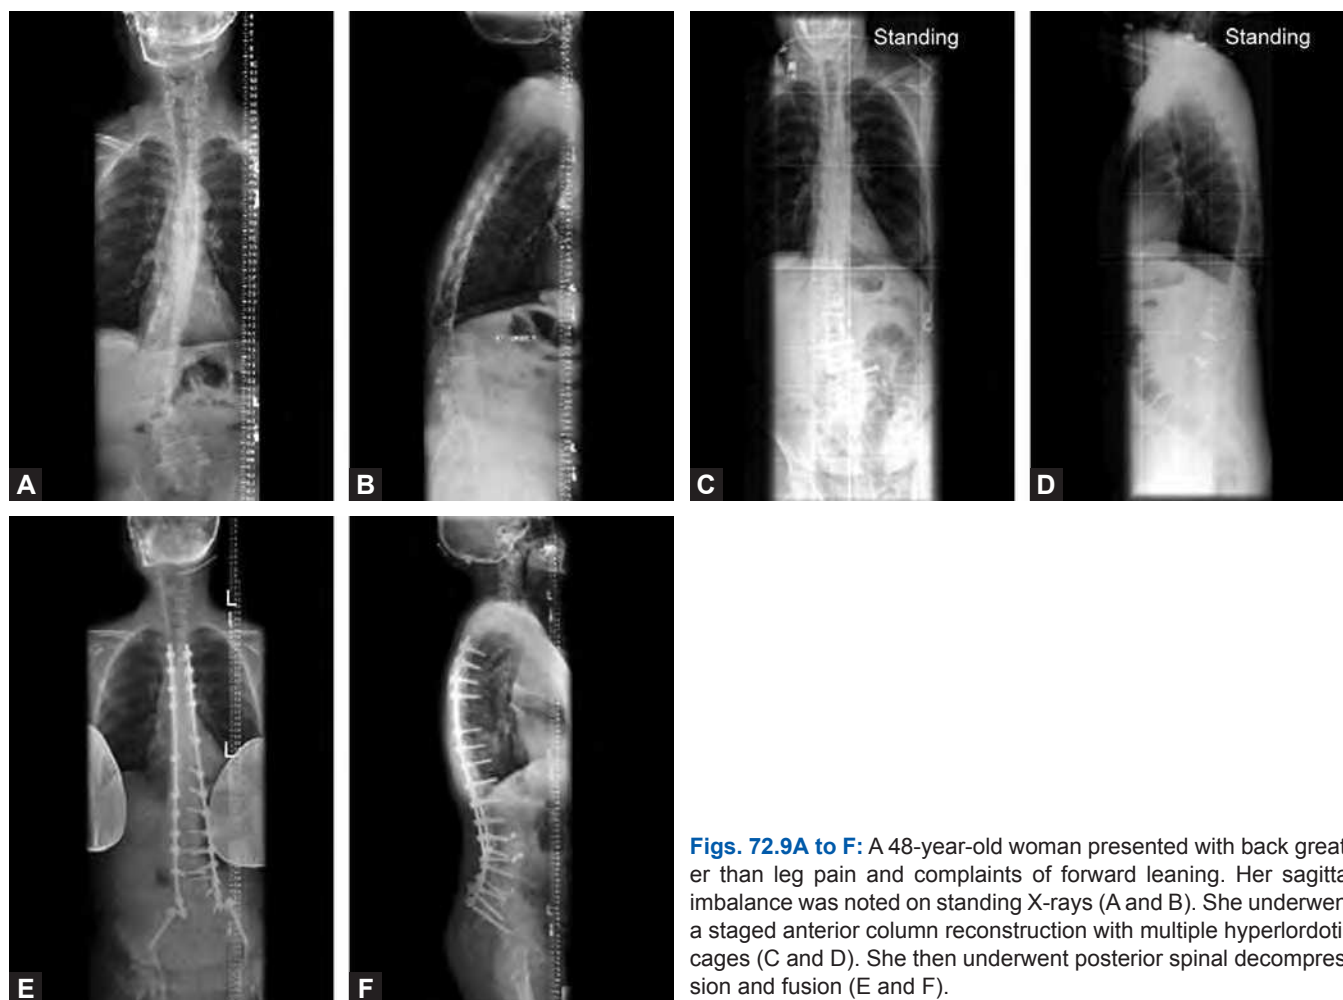 Standing
Standing
A
B
C
D
L
L
E
F
Figs. 72.9A to F: A 48-year-old woman presented with back great
er than leg pain and complaints of forward leaning. Her sagitta
imbalance was noted on standing X-rays (A and B). She underwen
a staged anterior column reconstruction with multiple hyperlordoti
cages (C and D). She then underwent posterior spinal decompres
sion and fusion (E and F).